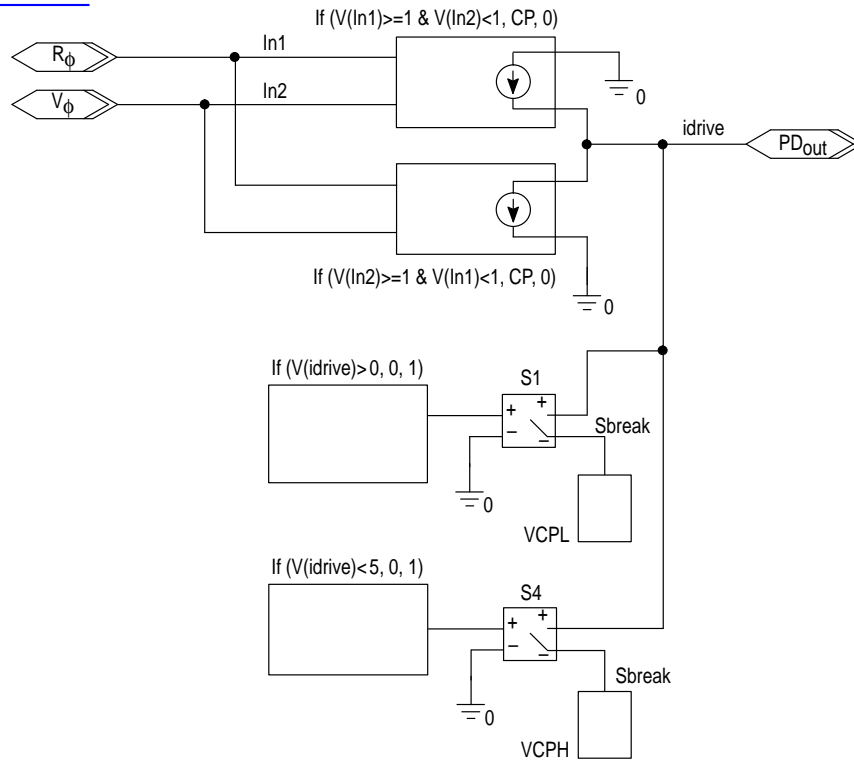 If (V(In1)>=1 & V(In2)<1, CP, 0)
Rϕ
In1
Vϕ
In2
0
idrive
PDout
If (V(In2)>=1 & V(In1)<1, CP, 0)
0
If (V(idrive)>0, 0, 1)
S1
+ +
− −
Sbreak
0
VCPL
If (V(idrive)<5, 0, 1)
S4
+ +
− −
Sbreak
0
VCPH